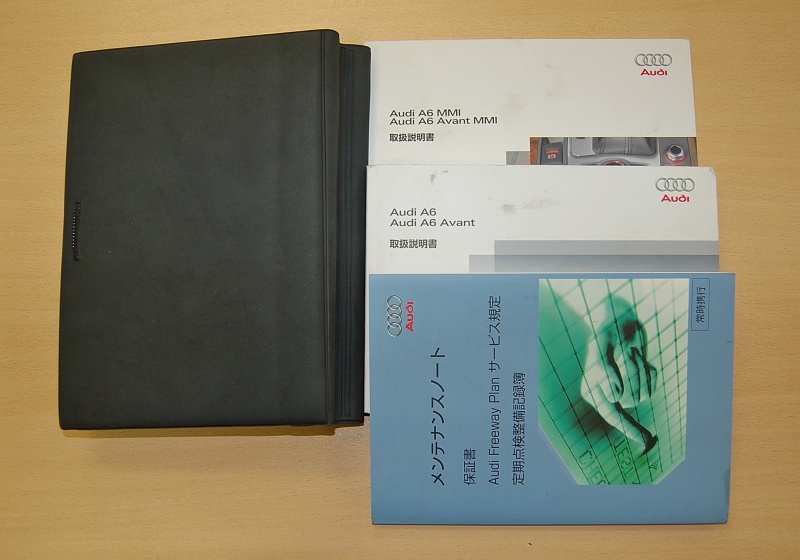 Audi
Audi A6 MMI
Audi A6 Avant MMI
取扱説明書
Audi
Audi A6
Audi A6 Avant
取扱説明書
Audi
常時携行
メンテナンスノート
保証書
Audi Freeway Plan サービス規定
定期点検整備記録簿